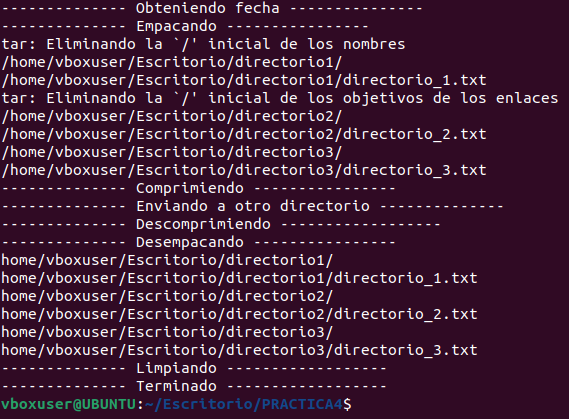 -------------- Obteniendo fecha ---------------
-------------- Empacando ----------------
tar: Eliminando la `/' inicial de los nombres
/home/vboxuser/Escritorio/directorio1/
/home/vboxuser/Escritorio/directorio1/directorio_1.txt
tar: Eliminando la `/' inicial de los objetivos de los enlaces
/home/vboxuser/Escritorio/directorio2/
/home/vboxuser/Escritorio/directorio2/directorio_2.txt
/home/vboxuser/Escritorio/directorio3/
/home/vboxuser/Escritorio/directorio3/directorio_3.txt
-------------- Comprimiendo ----------------
-------------- Enviando a otro directorio --------------
-------------- Descomprimiendo ------------------
-------------- Desempacando ----------------
home/vboxuser/Escritorio/directorio1/
home/vboxuser/Escritorio/directorio1/directorio_1.txt
home/vboxuser/Escritorio/directorio2/
home/vboxuser/Escritorio/directorio2/directorio_2.txt
home/vboxuser/Escritorio/directorio3/
home/vboxuser/Escritorio/directorio3/directorio_3.txt
-------------- Limpiando ------------------
-------------- Terminado ------------------
vboxuser@UBUNTU:~/Escritorio/PRACTICA4$